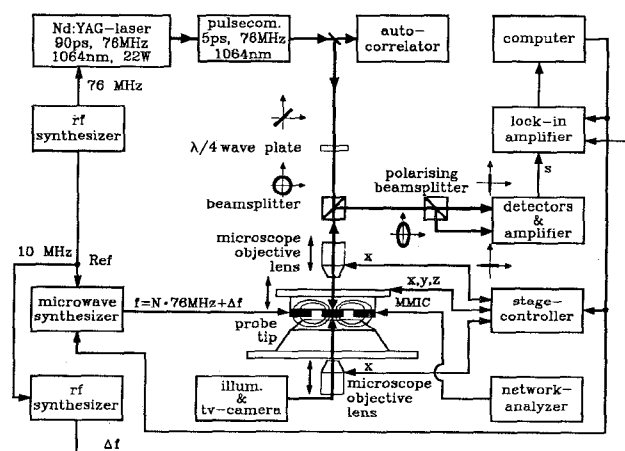 Nd:YAG-laser
90ps, 76MHz
1064nm, 22W
pulsecom.
5ps, 76MHz
1064nm
auto-
correlator
computer
76 MHz
rf
synthesizer
λ/4 wave plate
lock-in
amplifier
s
polarising
beamsplitter
beamsplitter
detectors
&
amplifier
10 MHz
Ref
microscope
objective
lens
x
x,y,z
microwave
synthesizer
f=N·76MHz+Δf
MMIC
probe
tip
stage-
controller
x
rf
synthesizer
illum.
&
tv-camera
microscope
objective
lens
network-
analyzer
Δf